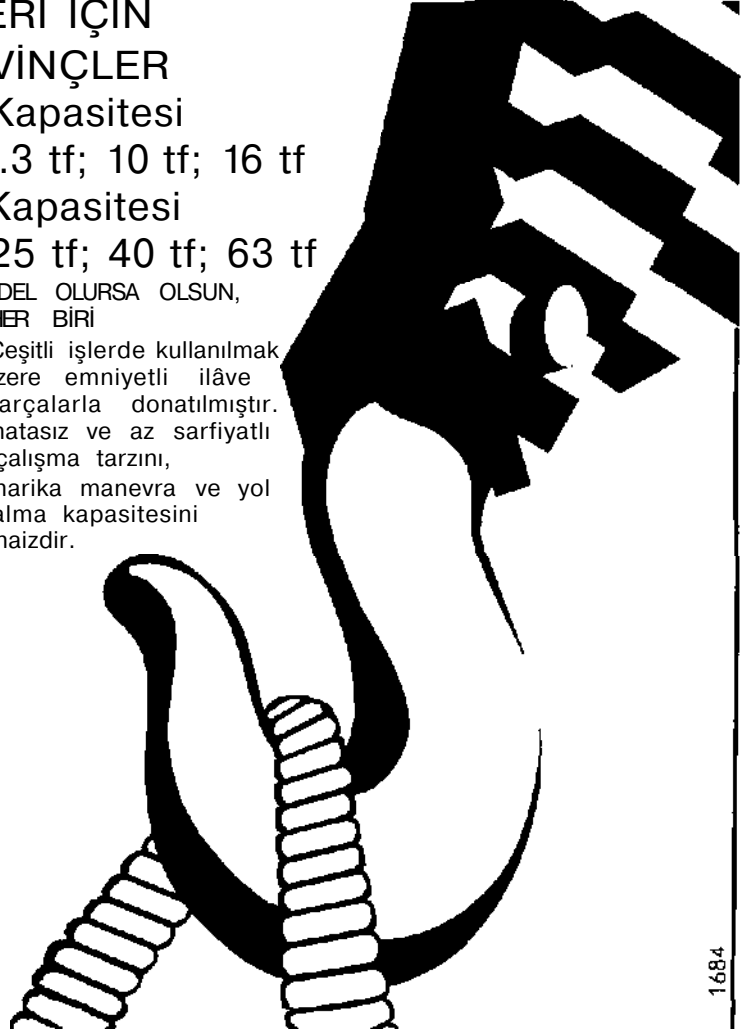 ERİ İÇİN
VİNÇLER
Kapasitesi
.3 tf; 10 tf; 16 tf
Kapasitesi
25 tf; 40 tf; 63 tf
DEL OLURSA OLSUN,
HER BİRİ
Çeşitli işlerde kullanılmak
zere emniyetli ilâve
arçalarla donatılmıştır.
hatasız ve az sarfiyatlı
çalışma tarzını,
harika manevra ve yol
alma kapasitesini
haizdir.
1684